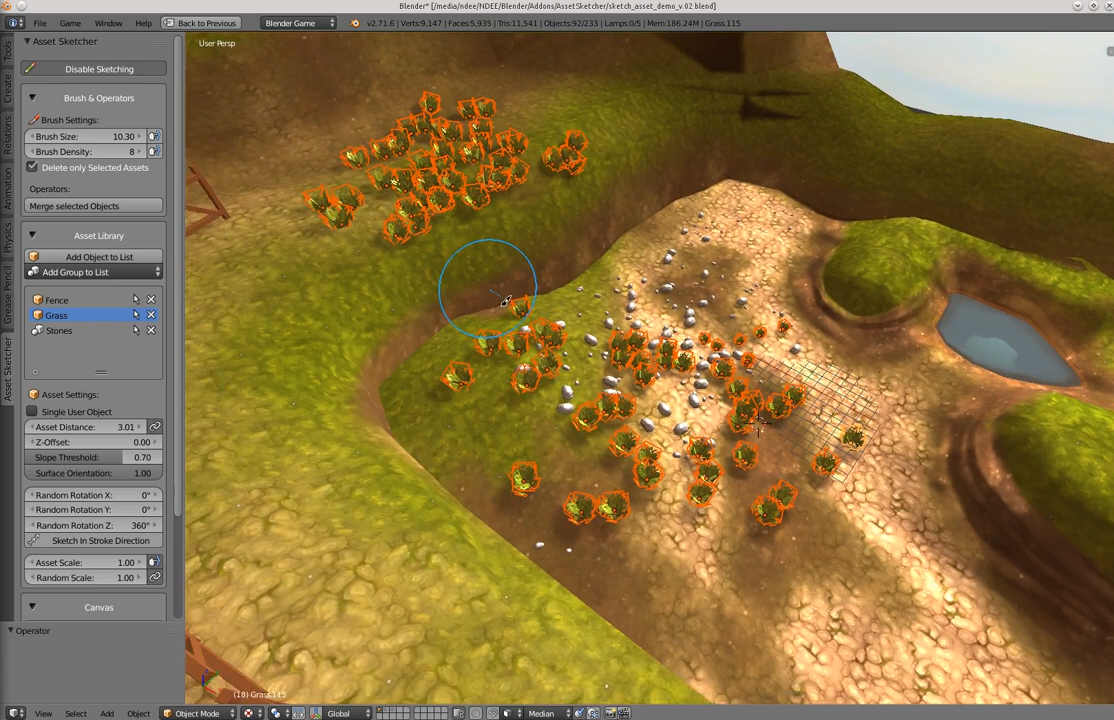 Blender* [/media/ndee/NDEE/Blender/Addons/AssetSketcher/sketch_asset_demo_v.02.blend]
File Game Window Help Back to Previous Blender Game v2.71.6 | Verts:9,147 | Faces:5,935 | Tris:11,541 | Objects:92/233 | Lamps:0/5 | Mem:186.24M | Grass.115
Tools
Create
Relations
Animation
Physics
Grease Pencil
Asset Sketcher
Asset Sketcher
Disable Sketching
Brush & Operators
Brush Settings:
Brush Size: 10.30
Brush Density: 8
Delete only Selected Assets
Operators:
Merge selected Objects
Asset Library
Add Object to List
Add Group to List
Fence
Grass
Stones
Asset Settings:
Single User Object
Asset Distance: 3.01
Z-Offset: 0.00
Slope Threshold: 0.70
Surface Orientation: 1.00
Random Rotation X: 0°
Random Rotation Y: 0°
Random Rotation Z: 360°
Sketch In Stroke Direction
Asset Scale: 1.00
Random Scale: 1.00
Canvas
Operator
User Persp
(18) Grass.115
View Select Add Object Object Mode Global Median